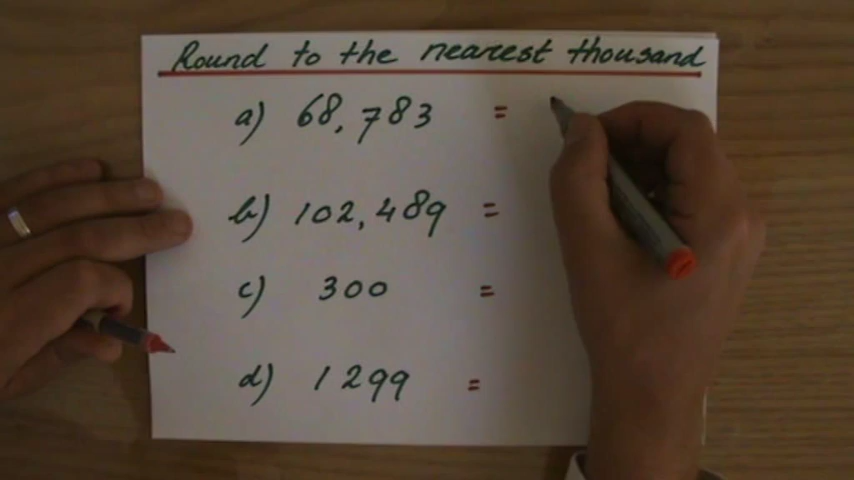 Round to the nearest thousand
a) 68,783 =
b) 102,489 =
c) 300 =
d) 1299 =